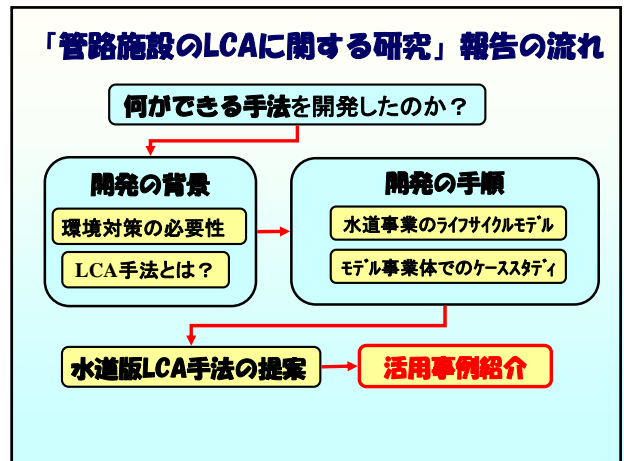 「管路施設のLCAに関する研究」報告の流れ
何ができる手法を開発したのか？
開発の背景
環境対策の必要性
LCA手法とは？
開発の手順
水道事業のﾗｲﾌｻｲｸﾙﾓﾃﾞﾙ
ﾓﾃﾞﾙ事業体でのｹｰｽｽﾀﾃﾞｨ
水道版LCA手法の提案
活用事例紹介